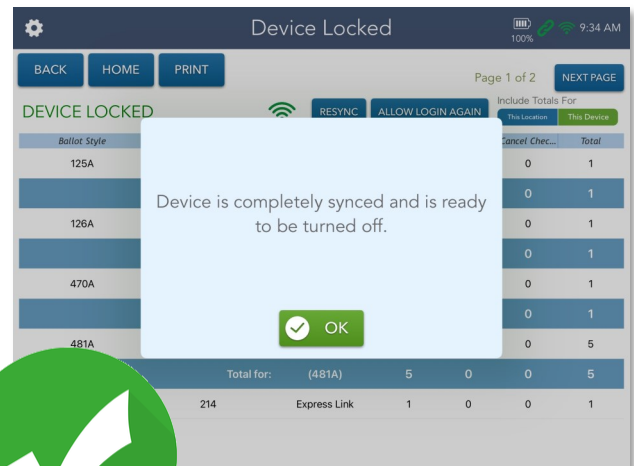 Device Locked
100%
9:34 AM
BACK
HOME
PRINT
Page 1 of 2
NEXT PAGE
DEVICE LOCKED
RESYNC
ALLOW LOGIN AGAIN
Include Totals For
This Location
This Device
Ballot Style
Cancel Chec...
Total
125A 0 1
0 1
126A 0 1
0 1
470A 0 1
0 1
481A 0 5
Device is completely synced and is ready
to be turned off.
OK
Total for: (481A) 5 0 0 5
214 Express Link 1 0 0 1